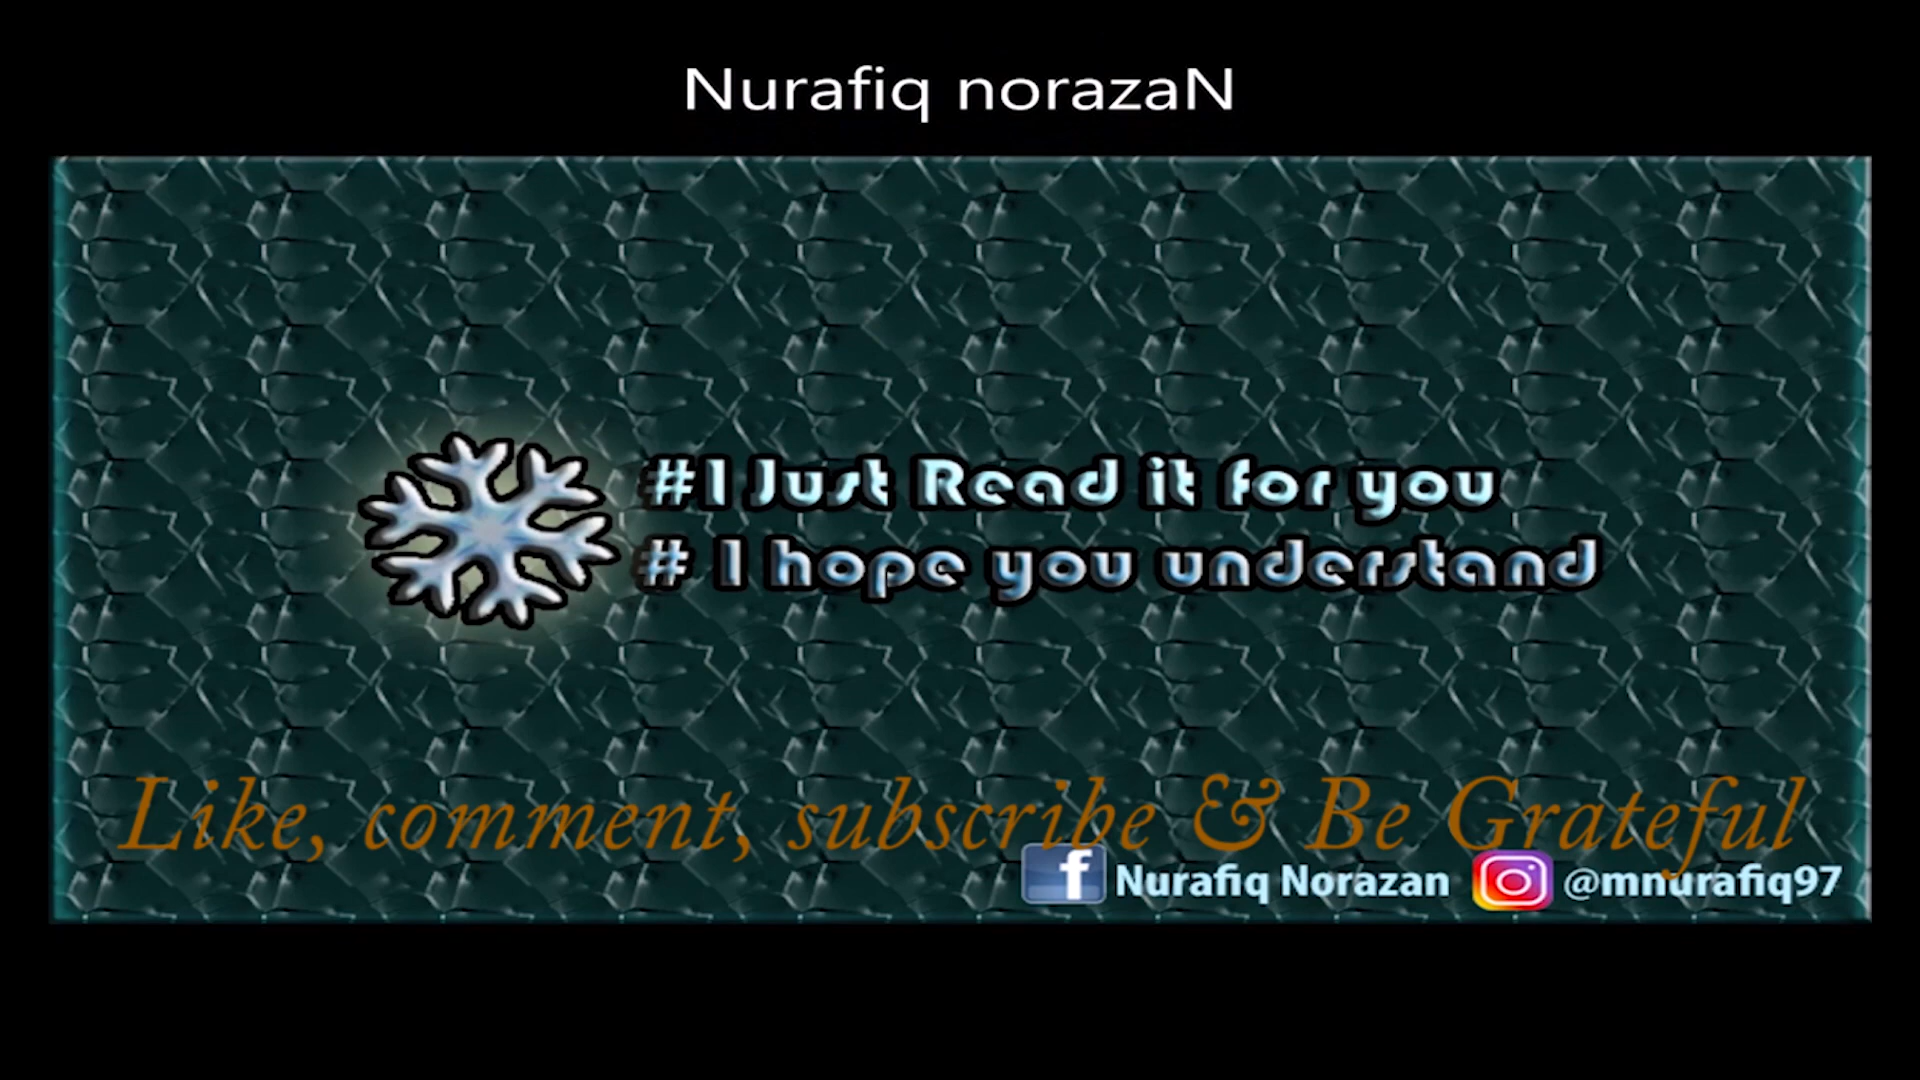 Nurafiq norazaN
#I Just Read it for you
# I hope you understand
Like, comment, subscribe & Be Grateful
f Nurafiq Norazan @mnurafiq97